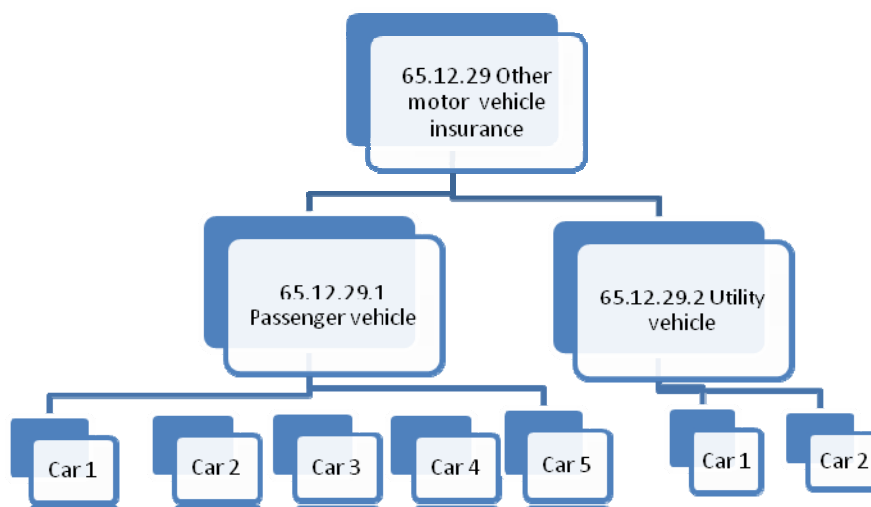 65.12.29 Other
motor vehicle
insurance
65.12.29.1
Passenger vehicle
65.12.29.2 Utility
vehicle
Car 1
Car 2
Car 3
Car 4
Car 5
Car 1
Car 2